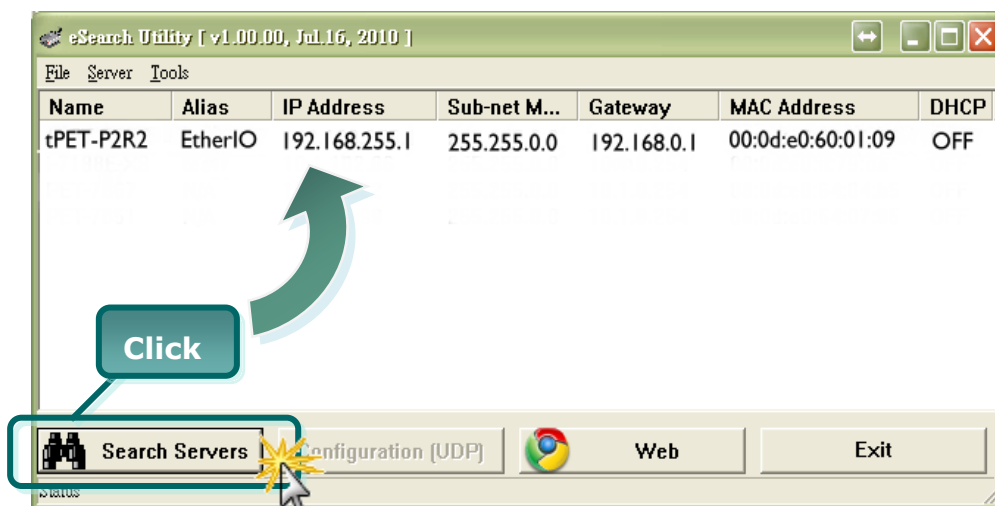 eSearch Utility [ v1.00.00, Jul.16, 2010 ]
File Server Tools
Name Alias IP Address Sub-net M... Gateway MAC Address DHCP
tPET-P2R2 EtherIO 192.168.255.1 255.255.0.0 192.168.0.1 00:0d:e0:60:01:09 OFF
Click
Search Servers Configuration (UDP) Web Exit
Status